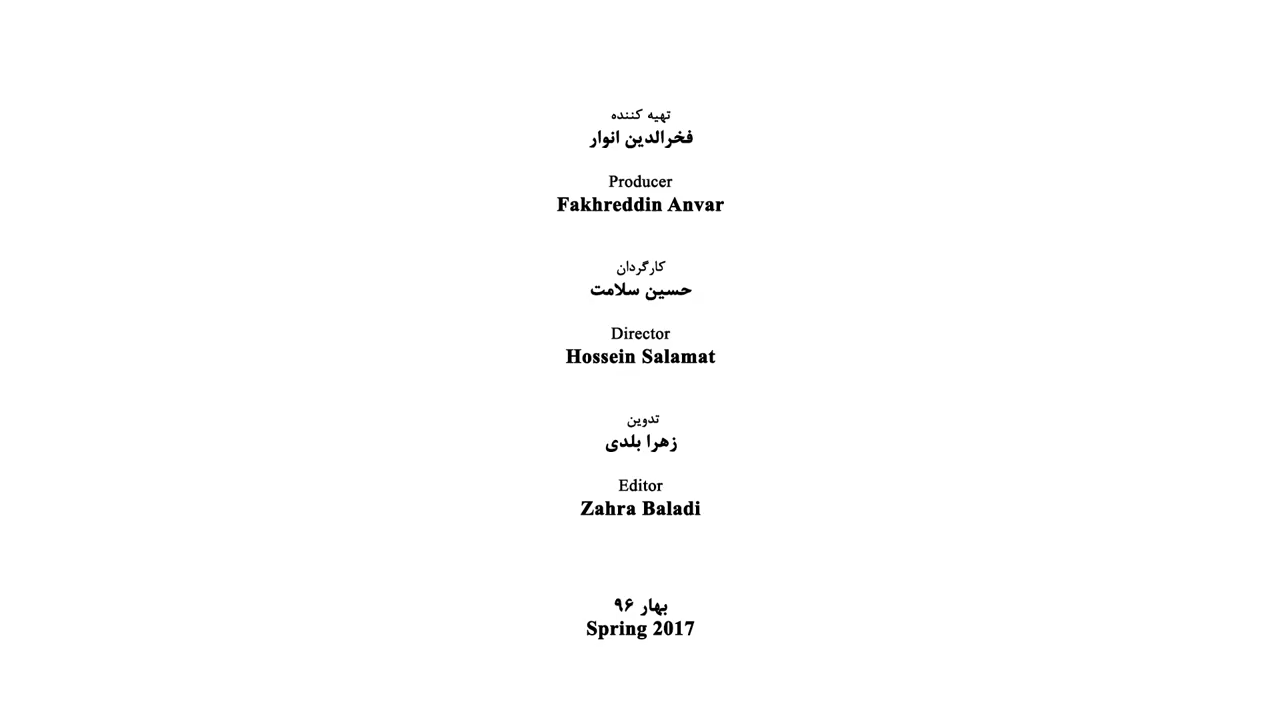 تهیه کننده
فخرالدین انوار
Producer
Fakhreddin Anvar
کارگردان
حسین سلامت
Director
Hossein Salamat
تدوین
زهرا بلدی
Editor
Zahra Baladi
بهار ۹۶
Spring 2017